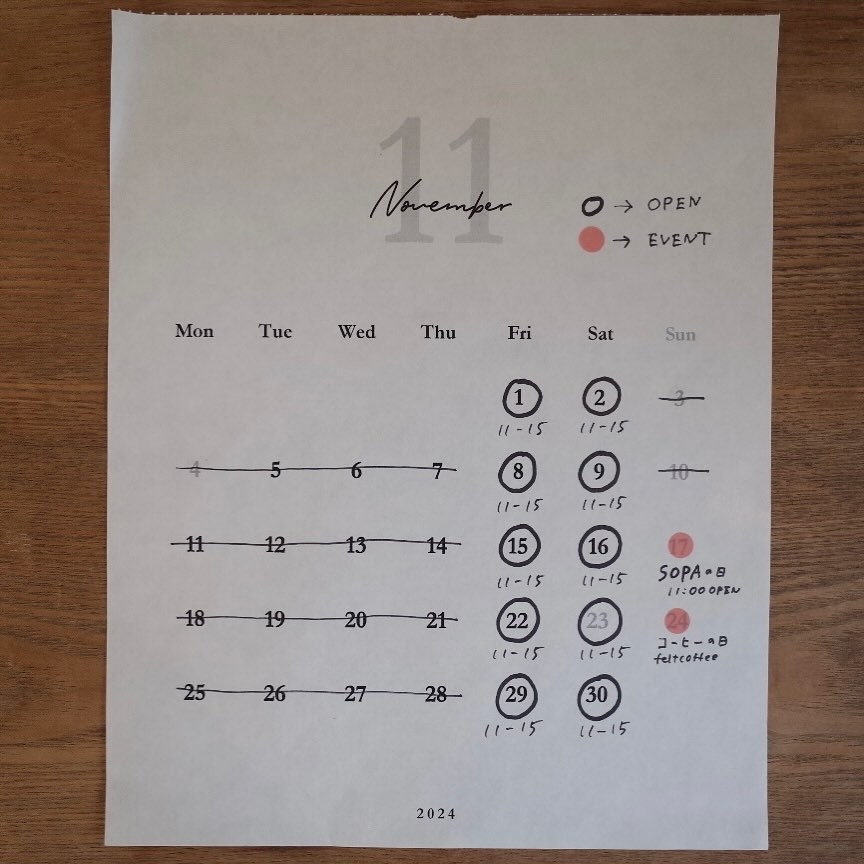 11
November
○ → OPEN
● → EVENT
Mon Tue Wed Thu Fri Sat Sun
1 2 3
11-15 11-15
4 5 6 7 8 9 10
11-15 11-15
11 12 13 14 15 16 17
11-15 11-15 SOPAの日
11:00 OPEN
18 19 20 21 22 23 24
11-15 11-15 コーヒーの日
feltcoffee
25 26 27 28 29 30
11-15 11-15
2024